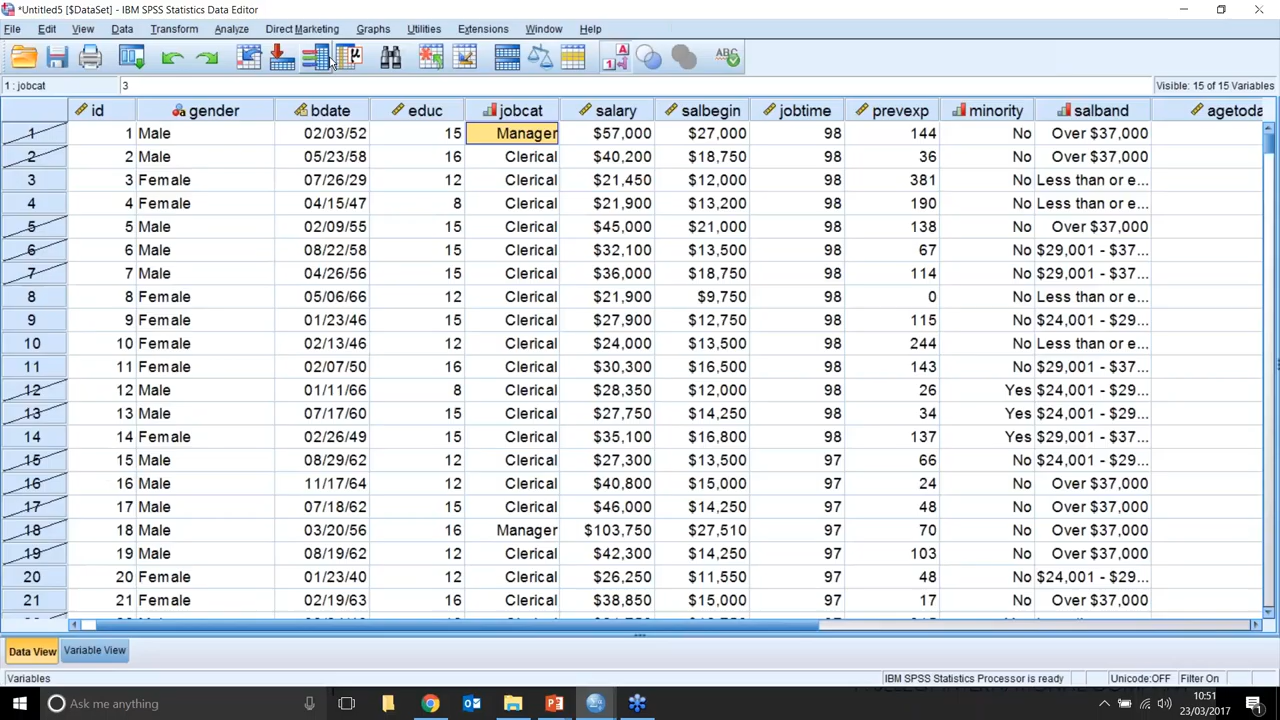 *Untitled5 [$DataSet] - IBM SPSS Statistics Data Editor
File Edit View Data Transform Analyze Direct Marketing Graphs Utilities Extensions Window Help
1 : jobcat 3 Visible: 15 of 15 Variables
id gender bdate educ jobcat salary salbegin jobtime prevexp minority salband agetoda
1 1 Male 02/03/52 15 Manager $57,000 $27,000 98 144 No Over $37,000
2 2 Male 05/23/58 16 Clerical $40,200 $18,750 98 36 No Over $37,000
3 3 Female 07/26/29 12 Clerical $21,450 $12,000 98 381 No Less than or e...
4 4 Female 04/15/47 8 Clerical $21,900 $13,200 98 190 No Less than or e...
5 5 Male 02/09/55 15 Clerical $45,000 $21,000 98 138 No Over $37,000
6 6 Male 08/22/58 15 Clerical $32,100 $13,500 98 67 No $29,001 - $37...
7 7 Male 04/26/56 15 Clerical $36,000 $18,750 98 114 No $29,001 - $37...
8 8 Female 05/06/66 12 Clerical $21,900 $9,750 98 0 No Less than or e...
9 9 Female 01/23/46 15 Clerical $27,900 $12,750 98 115 No $24,001 - $29...
10 10 Female 02/13/46 12 Clerical $24,000 $13,500 98 244 No Less than or e...
11 11 Female 02/07/50 16 Clerical $30,300 $16,500 98 143 No $29,001 - $37...
12 12 Male 01/11/66 8 Clerical $28,350 $12,000 98 26 Yes $24,001 - $29...
13 13 Male 07/17/60 15 Clerical $27,750 $14,250 98 34 Yes $24,001 - $29...
14 14 Female 02/26/49 15 Clerical $35,100 $16,800 98 137 Yes $29,001 - $37...
15 15 Male 08/29/62 12 Clerical $27,300 $13,500 97 66 No $24,001 - $29...
16 16 Male 11/17/64 12 Clerical $40,800 $15,000 97 24 No Over $37,000
17 17 Male 07/18/62 15 Clerical $46,000 $14,250 97 48 No Over $37,000
18 18 Male 03/20/56 16 Manager $103,750 $27,510 97 70 No Over $37,000
19 19 Male 08/19/62 12 Clerical $42,300 $14,250 97 103 No Over $37,000
20 20 Female 01/23/40 12 Clerical $26,250 $11,550 97 48 No $24,001 - $29...
21 21 Female 02/19/63 16 Clerical $38,850 $15,000 97 17 No Over $37,000
Data View Variable View
Variables IBM SPSS Statistics Processor is ready Unicode:OFF Filter On
Ask me anything
10:51
23/03/2017